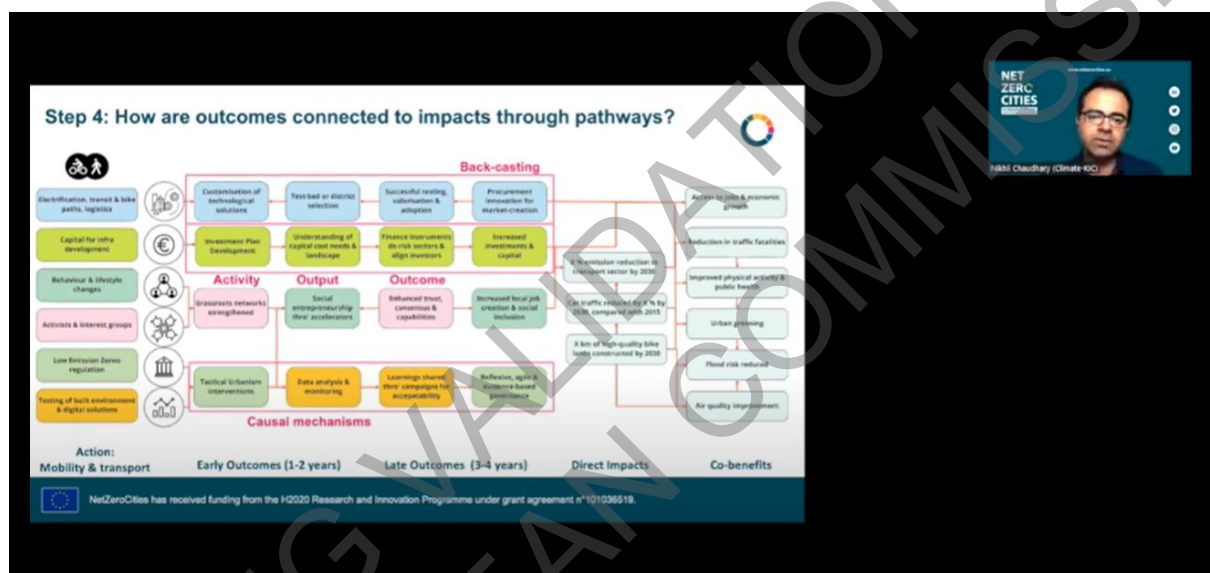 Step 4: How are outcomes connected to impacts through pathways?
Back-casting
Electrification, transit & bike
paths, logistics
Customisation of
technological
solutions
Test-bed or district
selection
Successful testing,
valorisation &
adoption
Procurement
innovation for
market-creation
Access to jobs & economic
growth
Capital for infra
development
Investment Plan
Development
Understanding of
capital cost needs &
landscape
Finance instruments
de-risk sectors &
align investors
Increased
investments &
capital
Reduction in traffic fatalities
X % emission reduction in
transport sector by 2030
Activity
Output
Outcome
Behaviour & lifestyle
changes
Activists & interest groups
Grassroots networks
strengthened
Social
entrepreneurship
thro' accelerators
Enhanced trust,
consensus &
capabilities
Increased local job
creation & social
inclusion
Car traffic reduced by X % by
2030, compared with 2015
Improved physical activity &
public health
Urban greening
Low Emission Zones
regulation
Testing of built environment
& digital solutions
Tactical Urbanism
interventions
Data analysis &
monitoring
Learnings shared
thro' campaigns for
acceptability
Reflexive, agile &
evidence-based
governance
X km of high-quality bike
lanes constructed by 2030
Flood risk reduced
Air quality improvement
Causal mechanisms
Action:
Mobility & transport
Early Outcomes (1-2 years)
Late Outcomes (3-4 years)
Direct Impacts
Co-benefits
NetZeroCities has received funding from the H2020 Research and Innovation Programme under grant agreement n°101036519.
NET
ZERO
CITIES
www.netzerocities.eu
Nikhil Chaudhary (Climate-KIC)
VALIDATION
COMMISS